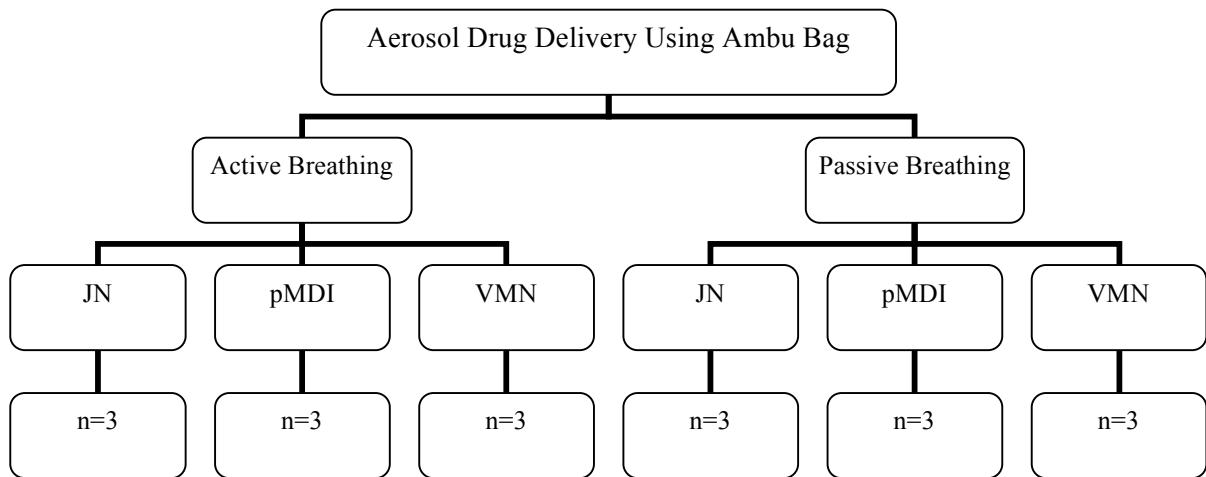 Aerosol Drug Delivery Using Ambu Bag
Active Breathing
Passive Breathing
JN
pMDI
VMN
JN
pMDI
VMN
n=3
n=3
n=3
n=3
n=3
n=3